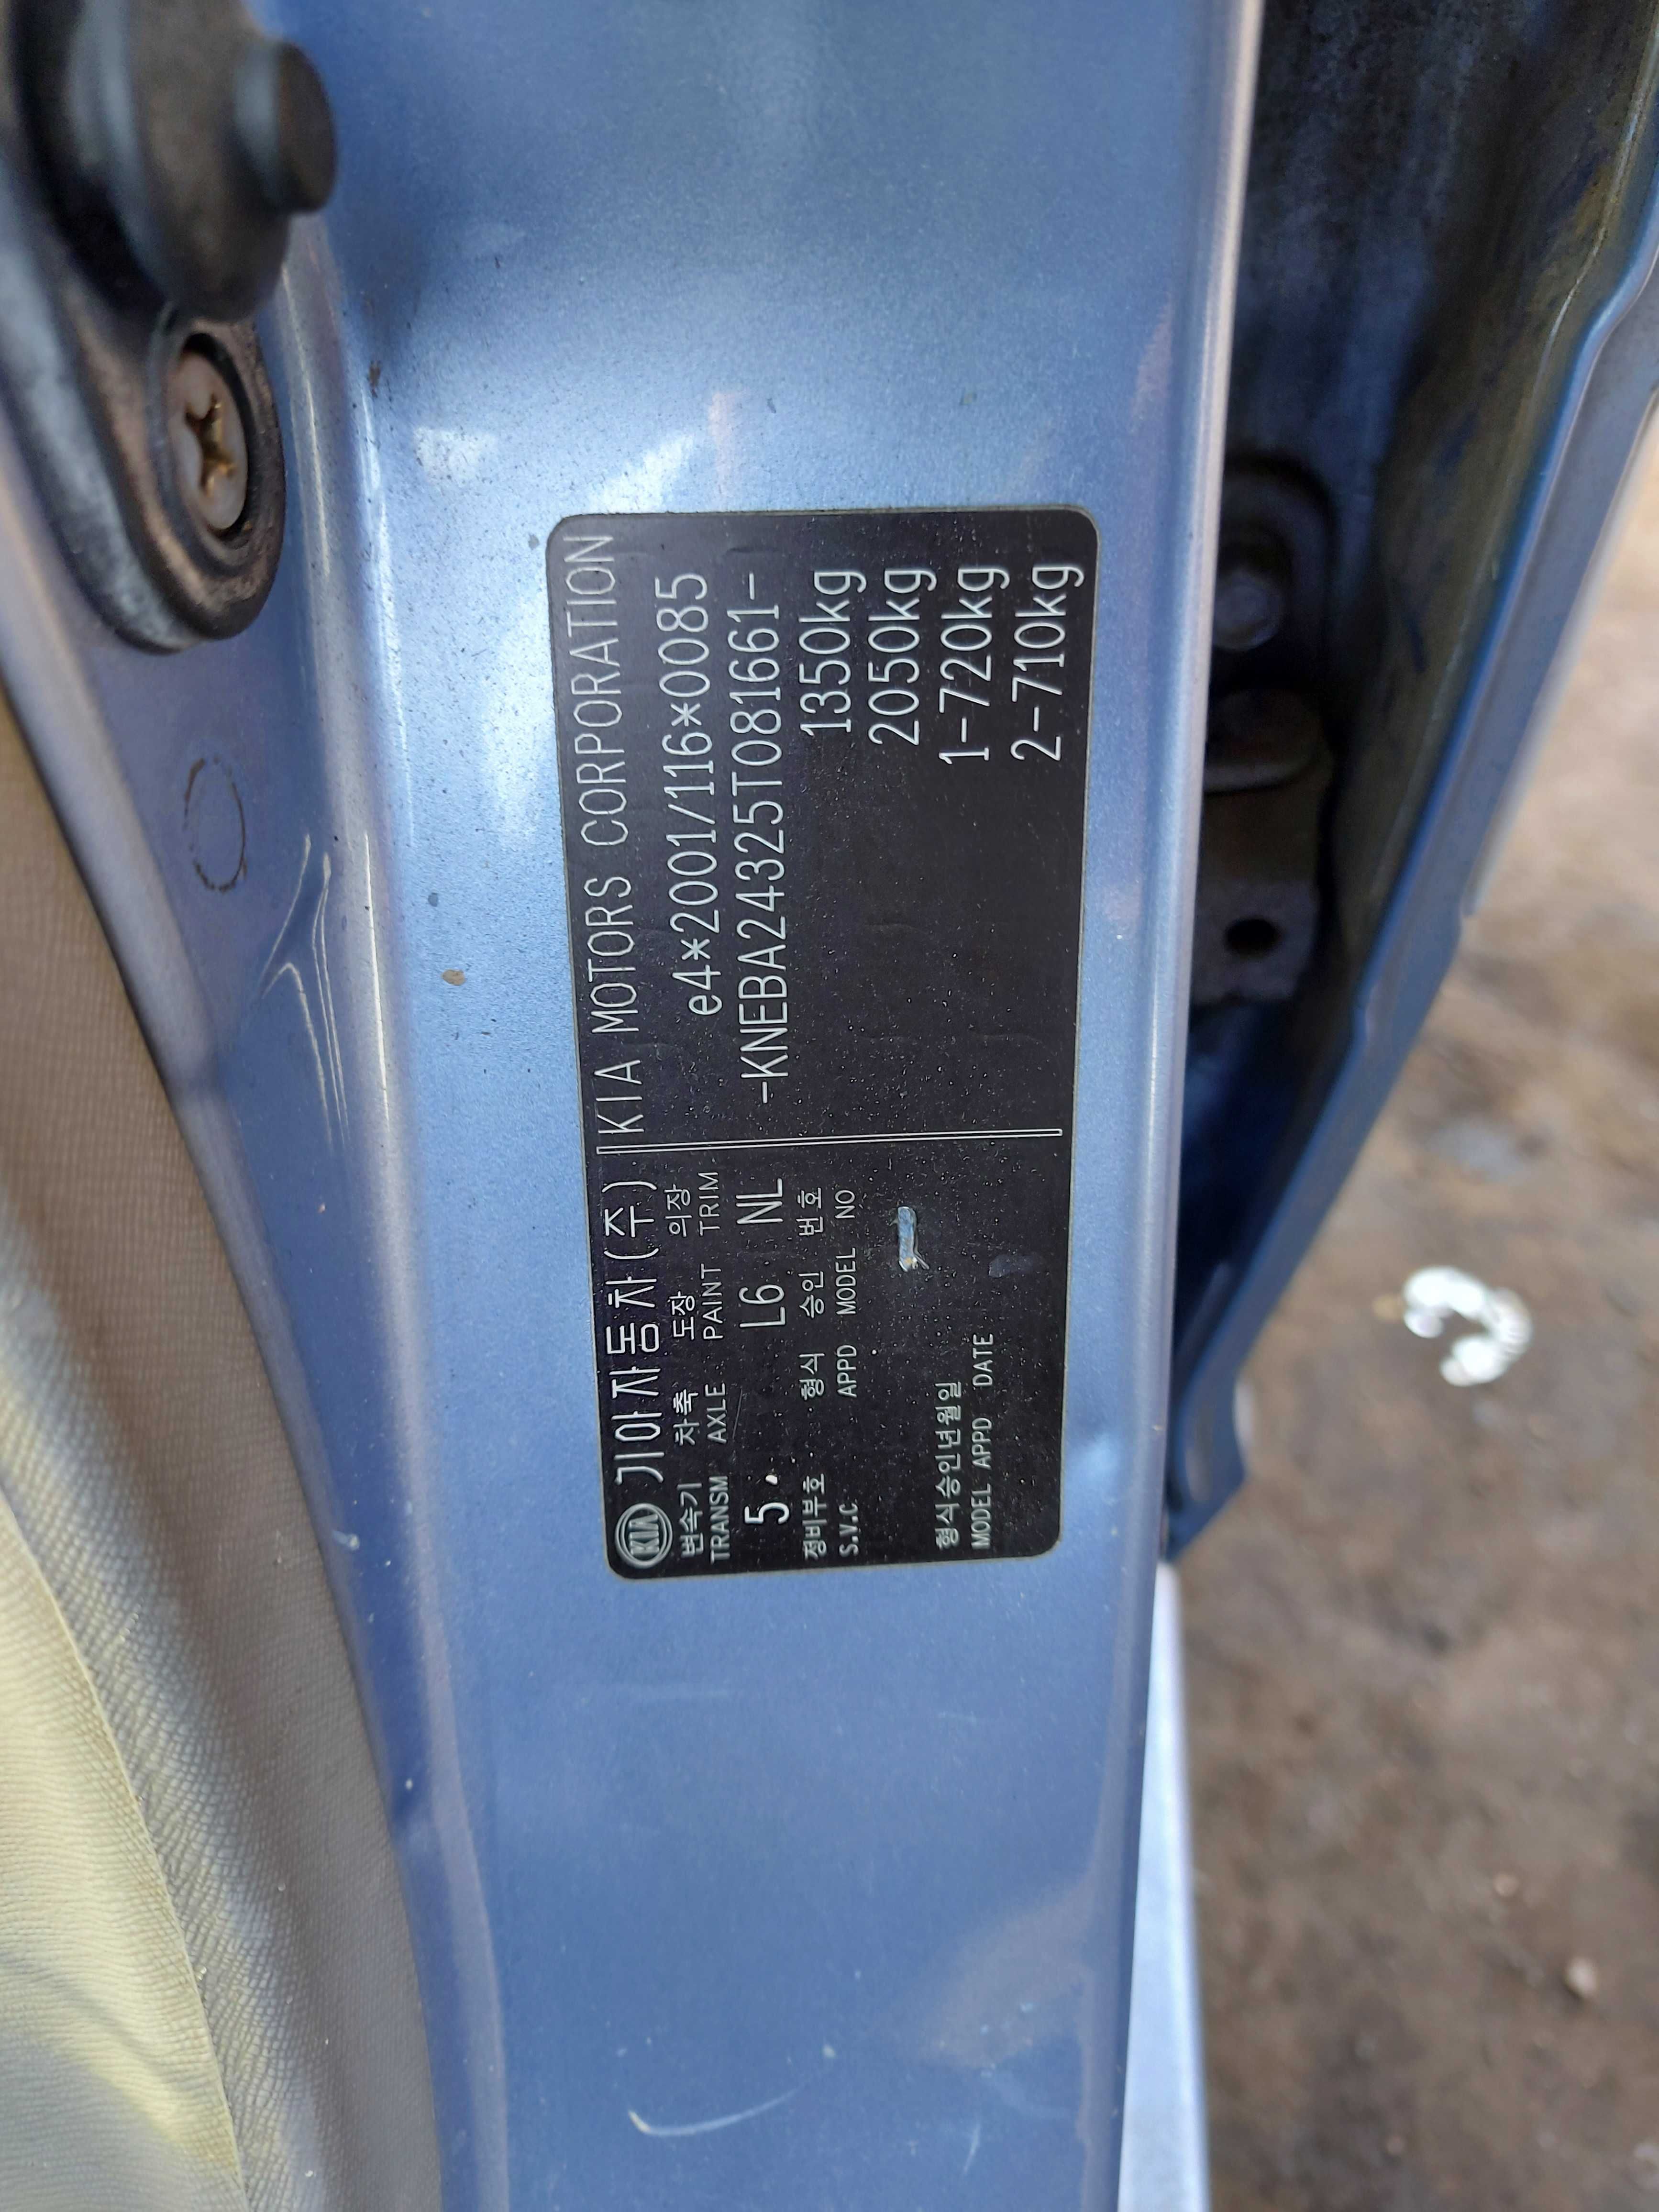 KIA 기아자동차(주) KIA MOTORS CORPORATION
변속기 차축 도장 의장
TRANSM AXLE PAINT TRIM
5 L6 NL
정비부호 형식 승인 번호
S.V.C. APPD MODEL NO
형식승인년월일
MODEL APPD DATE
e4*2001/116*0085
-KNEBA24325T081661-
1350kg
2050kg
1-720kg
2-710kg